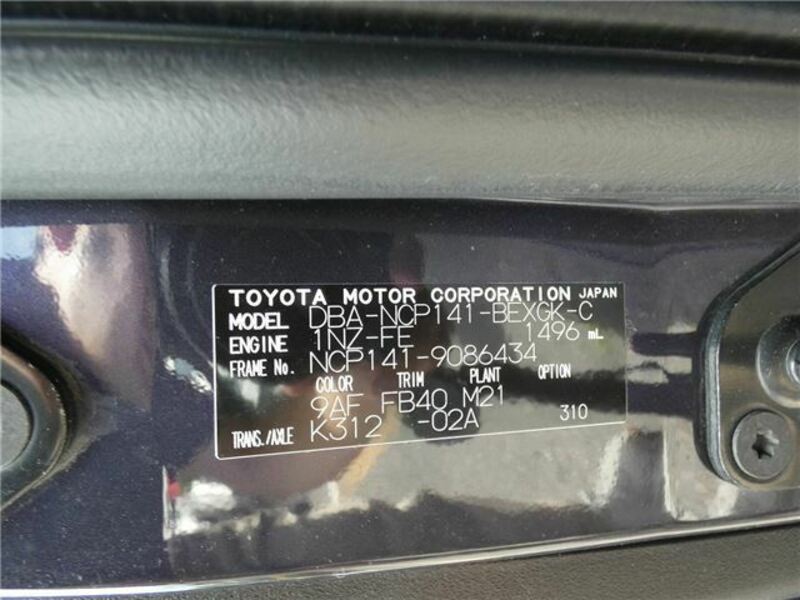 TOYOTA MOTOR CORPORATION JAPAN
MODEL DBA-NCP141-BEXGK-C
ENGINE 1NZ-FE 1496 mL
FRAME No. NCP141-9086434
COLOR TRIM PLANT OPTION
9AF FB40 M21
TRANS./AXLE K312 -02A 310